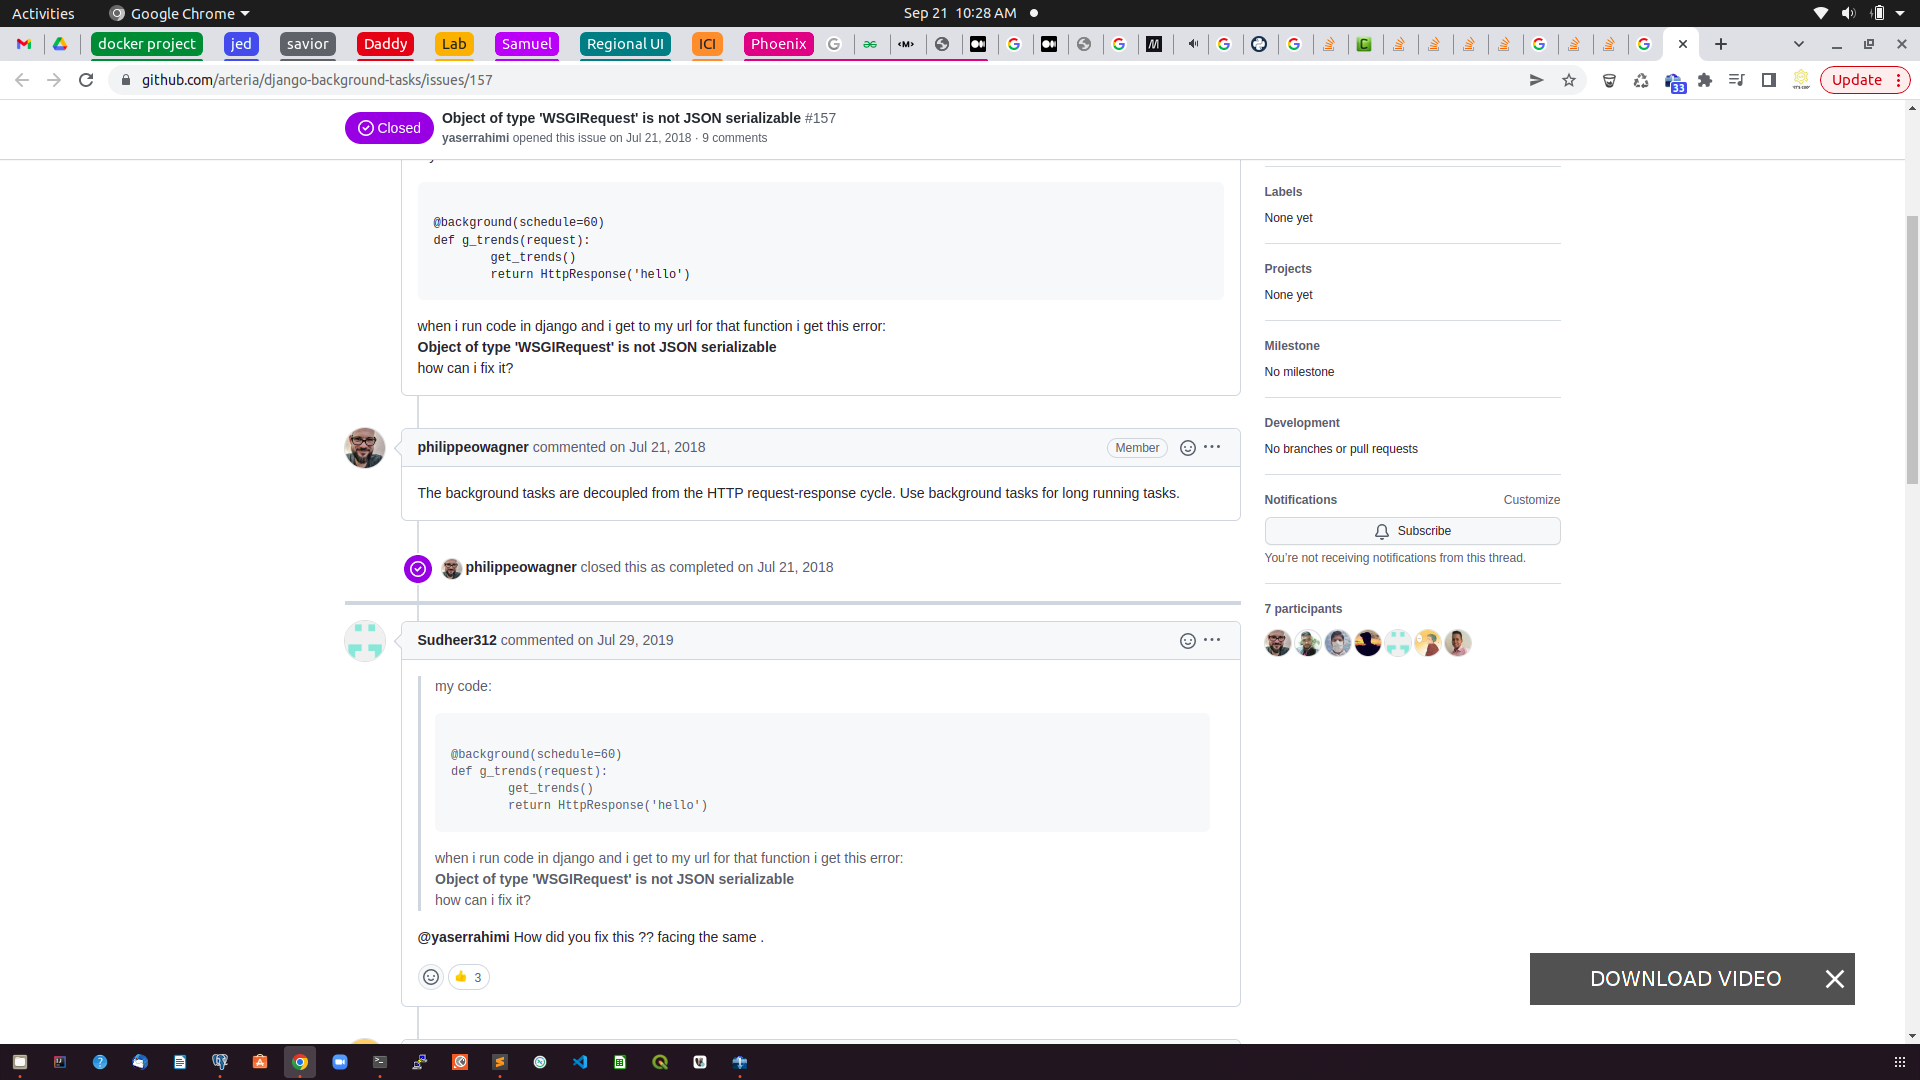 Activities
Google Chrome
Sep 21 10:28 AM
docker project
jed
savior
Daddy
Lab
Samuel
Regional UI
ICI
Phoenix
github.com/arteria/django-background-tasks/issues/157
33
Update
Closed
Object of type 'WSGIRequest' is not JSON serializable #157
yaserrahimi opened this issue on Jul 21, 2018 · 9 comments
@background(schedule=60)
def g_trends(request):
get_trends()
return HttpResponse('hello')
when i run code in django and i get to my url for that function i get this error:
Object of type 'WSGIRequest' is not JSON serializable
how can i fix it?
philippeowagner commented on Jul 21, 2018
Member
The background tasks are decoupled from the HTTP request-response cycle. Use background tasks for long running tasks.
philippeowagner closed this as completed on Jul 21, 2018
Sudheer312 commented on Jul 29, 2019
my code:
@background(schedule=60)
def g_trends(request):
get_trends()
return HttpResponse('hello')
when i run code in django and i get to my url for that function i get this error:
Object of type 'WSGIRequest' is not JSON serializable
how can i fix it?
@yaserrahimi How did you fix this ?? facing the same .
3
Labels
None yet
Projects
None yet
Milestone
No milestone
Development
No branches or pull requests
Notifications
Customize
Subscribe
You're not receiving notifications from this thread.
7 participants
DOWNLOAD VIDEO